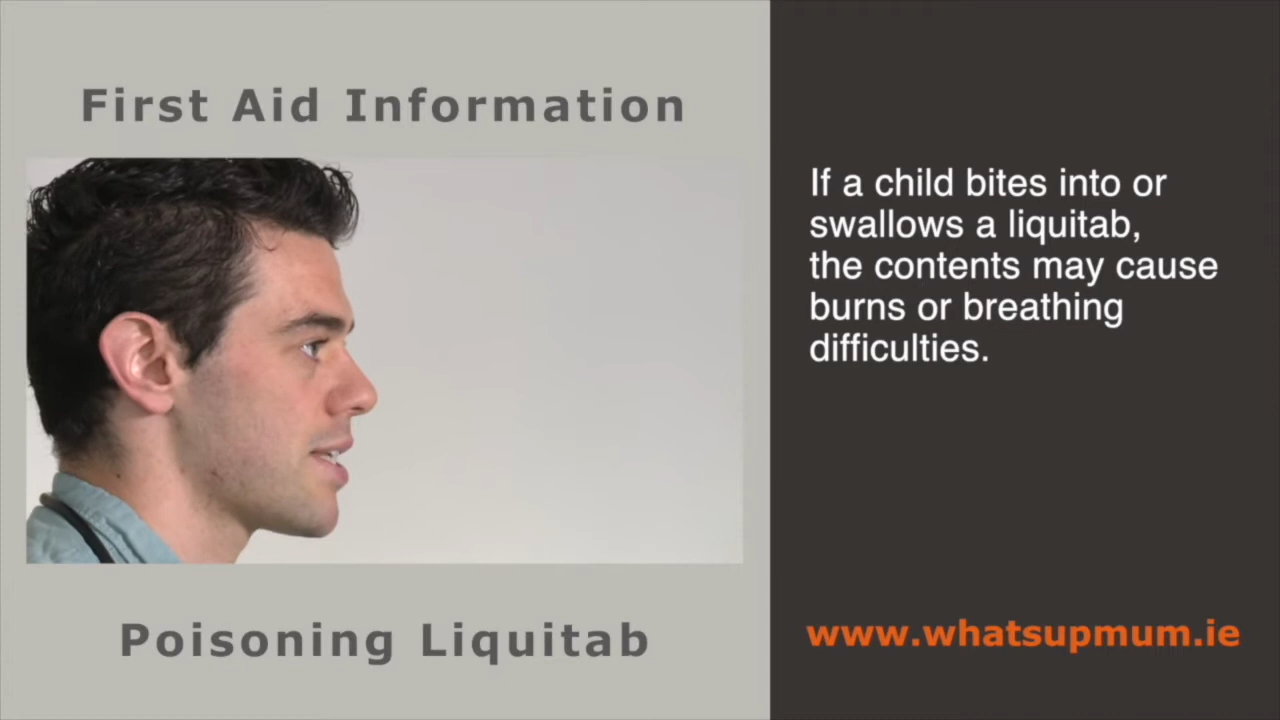 First Aid Information
If a child bites into or
swallows a liquitab,
the contents may cause
burns or breathing
difficulties.
Poisoning Liquitab
www.whatsupmum.ie